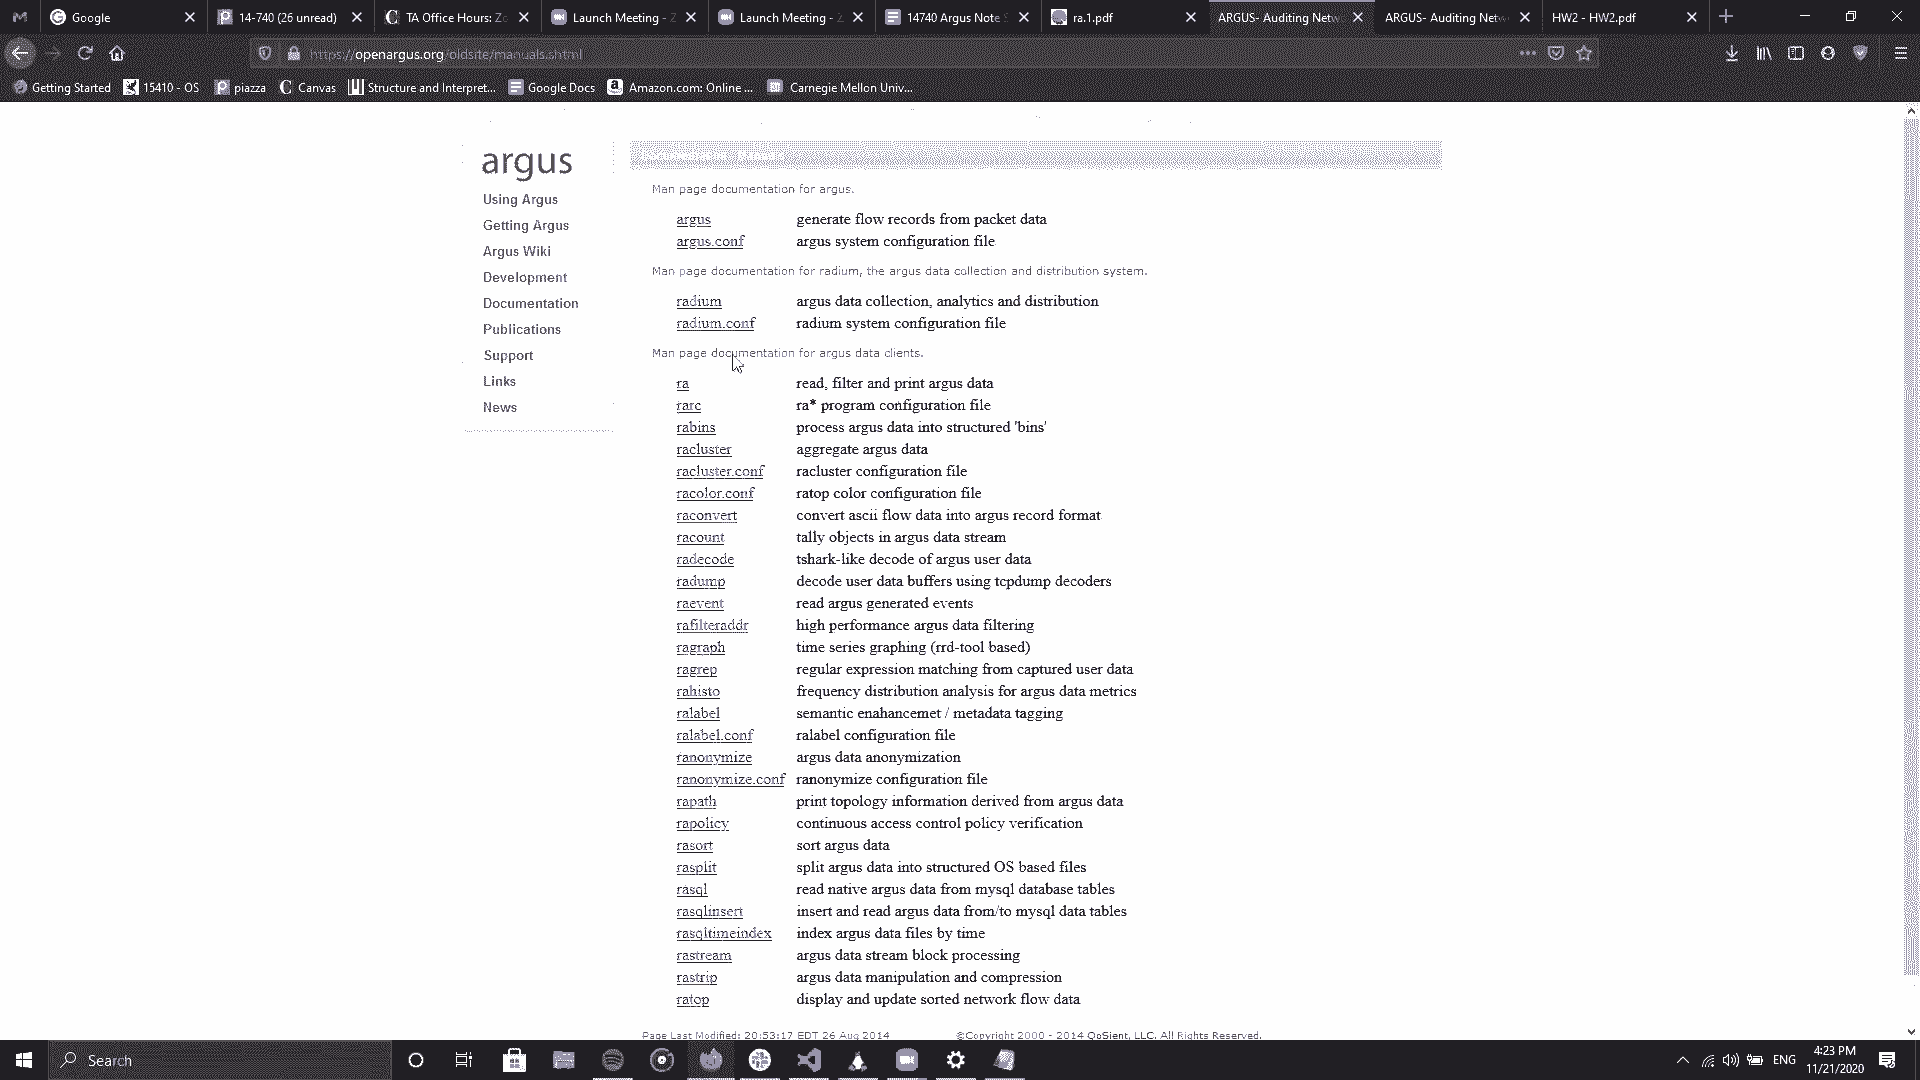 Google
14-740 (26 unread)
TA Office Hours: Zo
Launch Meeting - Z
Launch Meeting - Z
14740 Argus Note S
ra.1.pdf
ARGUS- Auditing Netw
ARGUS- Auditing Netw
HW2 - HW2.pdf
https://openargus.org/oldsite/manuals.shtml
Getting Started
15410 - OS
piazza
Canvas
Structure and Interpret...
Google Docs
Amazon.com: Online ...
Carnegie Mellon Univ...
argus
Using Argus
Getting Argus
Argus Wiki
Development
Documentation
Publications
Support
Links
News
Man page documentation for argus.
argus generate flow records from packet data
argus.conf argus system configuration file
Man page documentation for radium, the argus data collection and distribution system.
radium argus data collection, analytics and distribution
radium.conf radium system configuration file
Man page documentation for argus data clients.
ra read, filter and print argus data
rarc ra* program configuration file
rabins process argus data into structured 'bins'
racluster aggregate argus data
racluster.conf racluster configuration file
racolor.conf ratop color configuration file
raconvert convert ascii flow data into argus record format
racount tally objects in argus data stream
radecode tshark-like decode of argus user data
radump decode user data buffers using tcpdump decoders
raevent read argus generated events
rafilteraddr high performance argus data filtering
ragraph time series graphing (rrd-tool based)
ragrep regular expression matching from captured user data
rahisto frequency distribution analysis for argus data metrics
ralabel semantic enahancemet / metadata tagging
ralabel.conf ralabel configuration file
ranonymize argus data anonymization
ranonymize.conf ranonymize configuration file
rapath print topology information derived from argus data
rapolicy continuous access control policy verification
rasort sort argus data
rasplit split argus data into structured OS based files
rasql read native argus data from mysql database tables
rasqlinsert insert and read argus data from/to mysql data tables
rasqltimeindex index argus data files by time
rastream argus data stream block processing
rastrip argus data manipulation and compression
ratop display and update sorted network flow data
Page Last Modified: 20:53:17 EDT 26 Aug 2014 ©Copyright 2000 - 2014 QoSient, LLC. All Rights Reserved.
Search
ENG
4:23 PM
11/21/2020